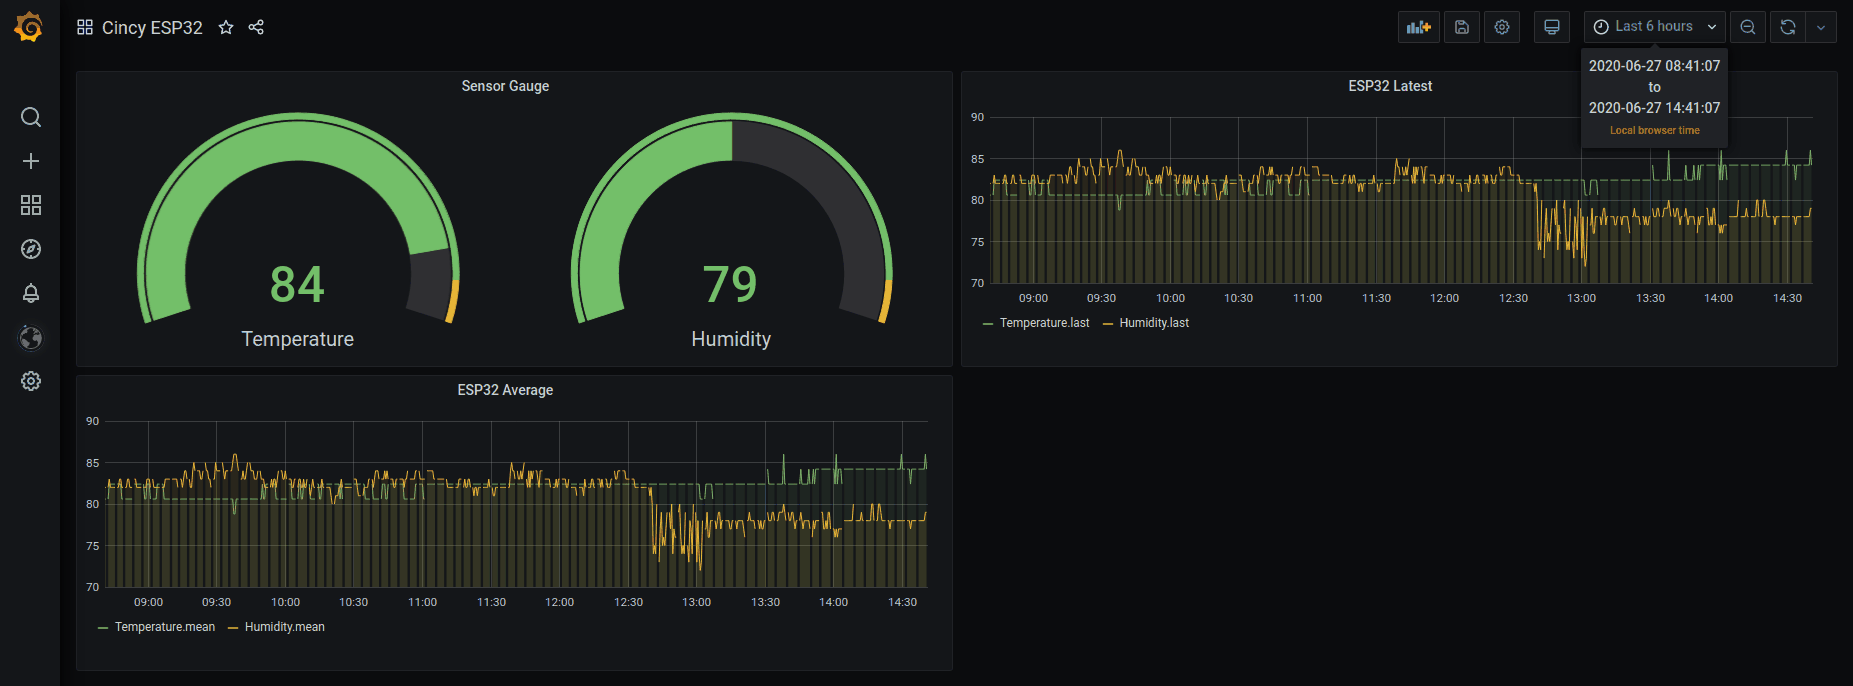 Cincy ESP32
Last 6 hours
2020-06-27 08:41:07
to
2020-06-27 14:41:07
Local browser time
Sensor Gauge
84
Temperature
79
Humidity
ESP32 Latest
90
85
80
75
70
09:00 09:30 10:00 10:30 11:00 11:30 12:00 12:30 13:00 13:30 14:00 14:30
Temperature.last Humidity.last
ESP32 Average
90
85
80
75
70
09:00 09:30 10:00 10:30 11:00 11:30 12:00 12:30 13:00 13:30 14:00 14:30
Temperature.mean Humidity.mean